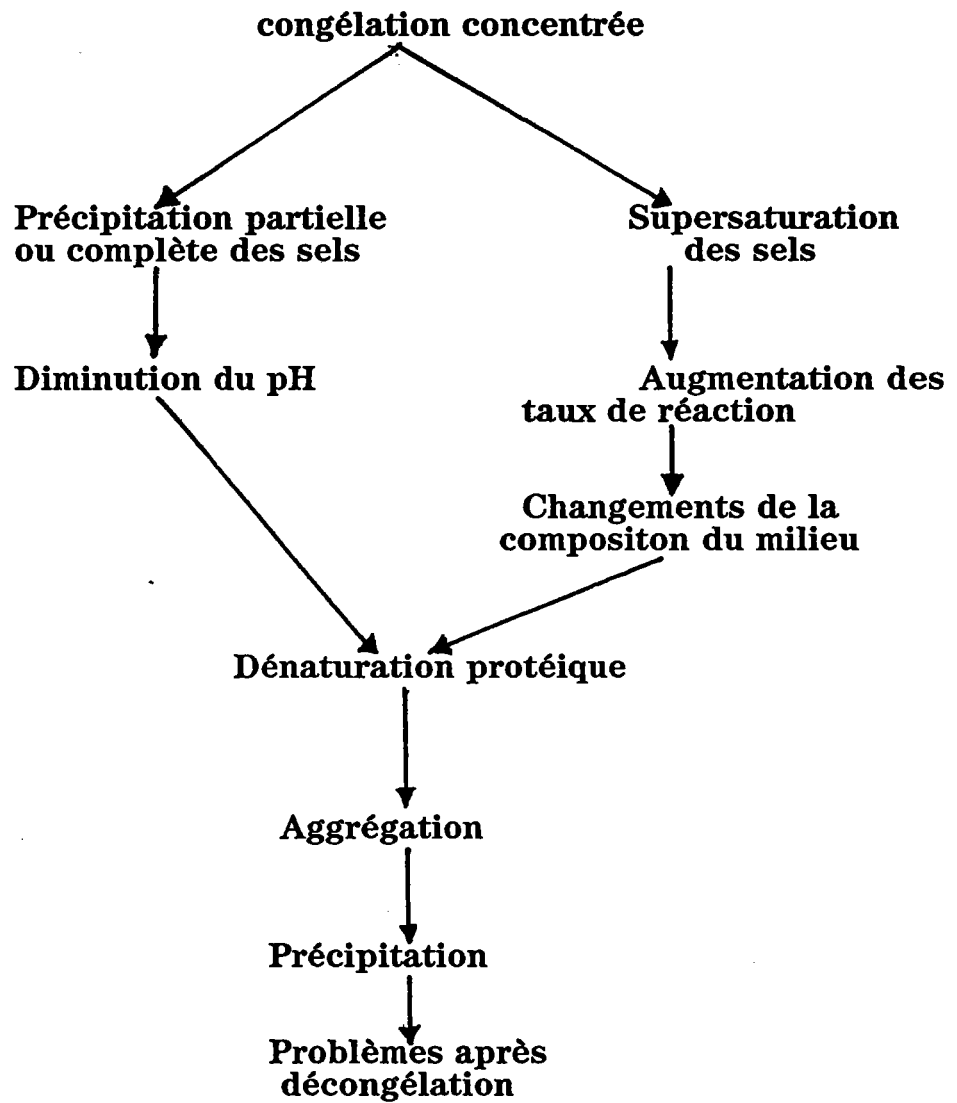 congélation concentrée
Précipitation partielle
ou complète des sels
Supersaturation
des sels
Diminution du pH
Augmentation des
taux de réaction
Changements de la
compositon du milieu
Dénaturation protéique
Aggrégation
Précipitation
Problèmes après
décongélation